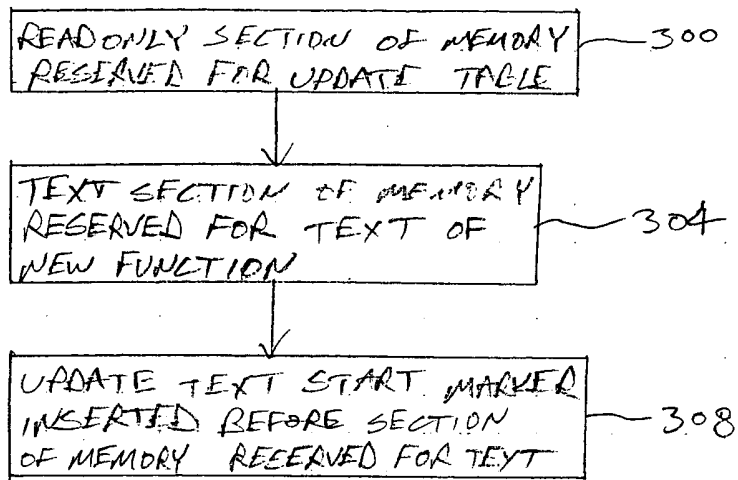 READONLY SECTION OF MEMORY
RESERVED FOR UPDATE TABLE
300
TEXT SECTION OF MEMORY
RESERVED FOR TEXT OF
NEW FUNCTION
304
UPDATE TEXT START MARKER
INSERTED BEFORE SECTION
OF MEMORY RESERVED FOR TEXT
308